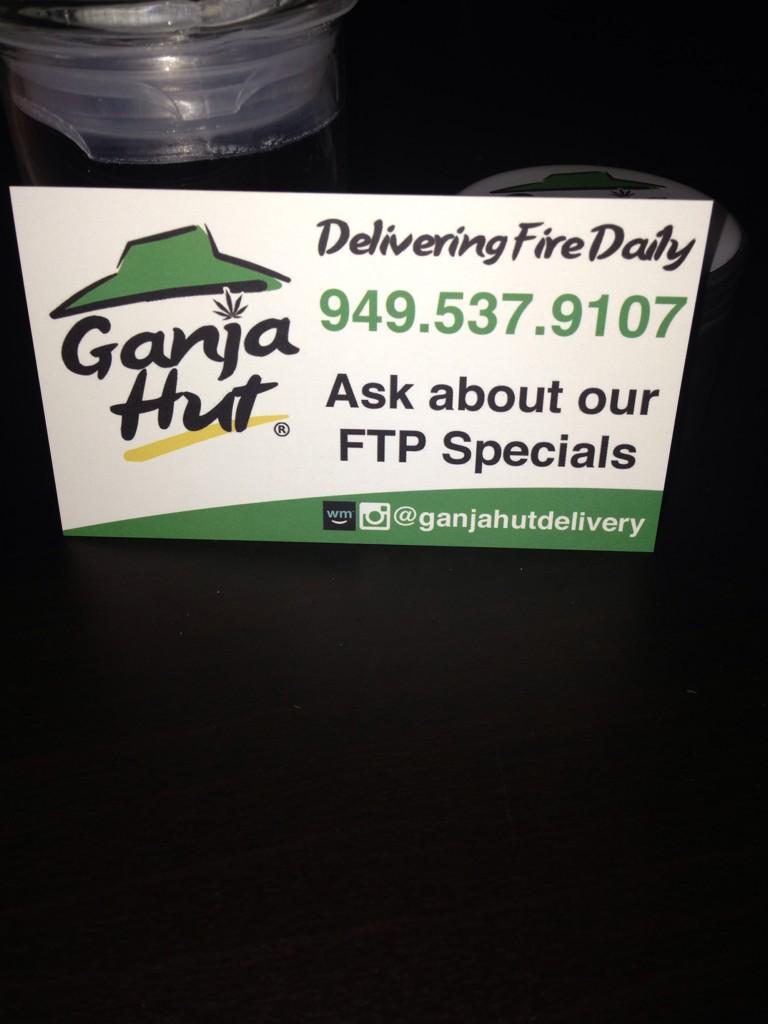 Ganja
Hut ®
Delivering Fire Daily
949.537.9107
Ask about our
FTP Specials
wm @ganjahutdelivery